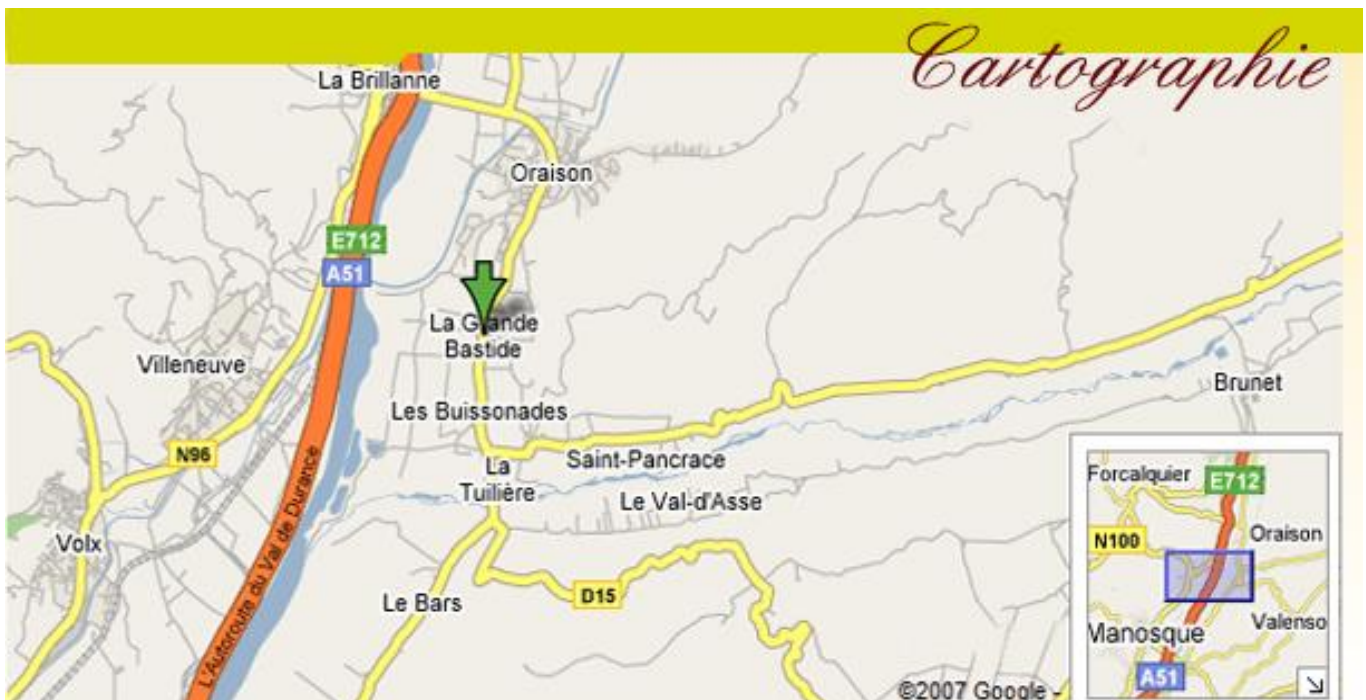 Cartographie
La Brillanne
Oraison
E712
A51
La Grande
Bastide
Villeneuve
Brunet
Les Buissonades
N96
Saint-Pancrace
La
Tuilière
Le Val-d'Asse
Volx
L'Autoroute du Val de Durance
Le Bars
D15
Forcalquier
E712
N100
Oraison
Manosque
Valenso
A51
©2007 Google -